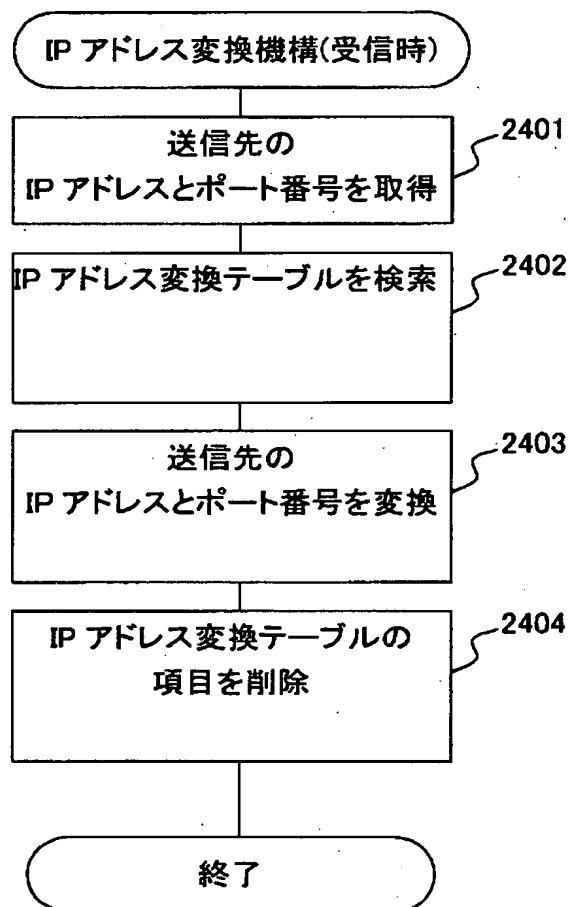 IP アドレス変換機構(受信時)
送信先の
IP アドレスとポート番号を取得
2401
IP アドレス変換テーブルを検索
2402
送信先の
IP アドレスとポート番号を変換
2403
IP アドレス変換テーブルの
項目を削除
2404
終了